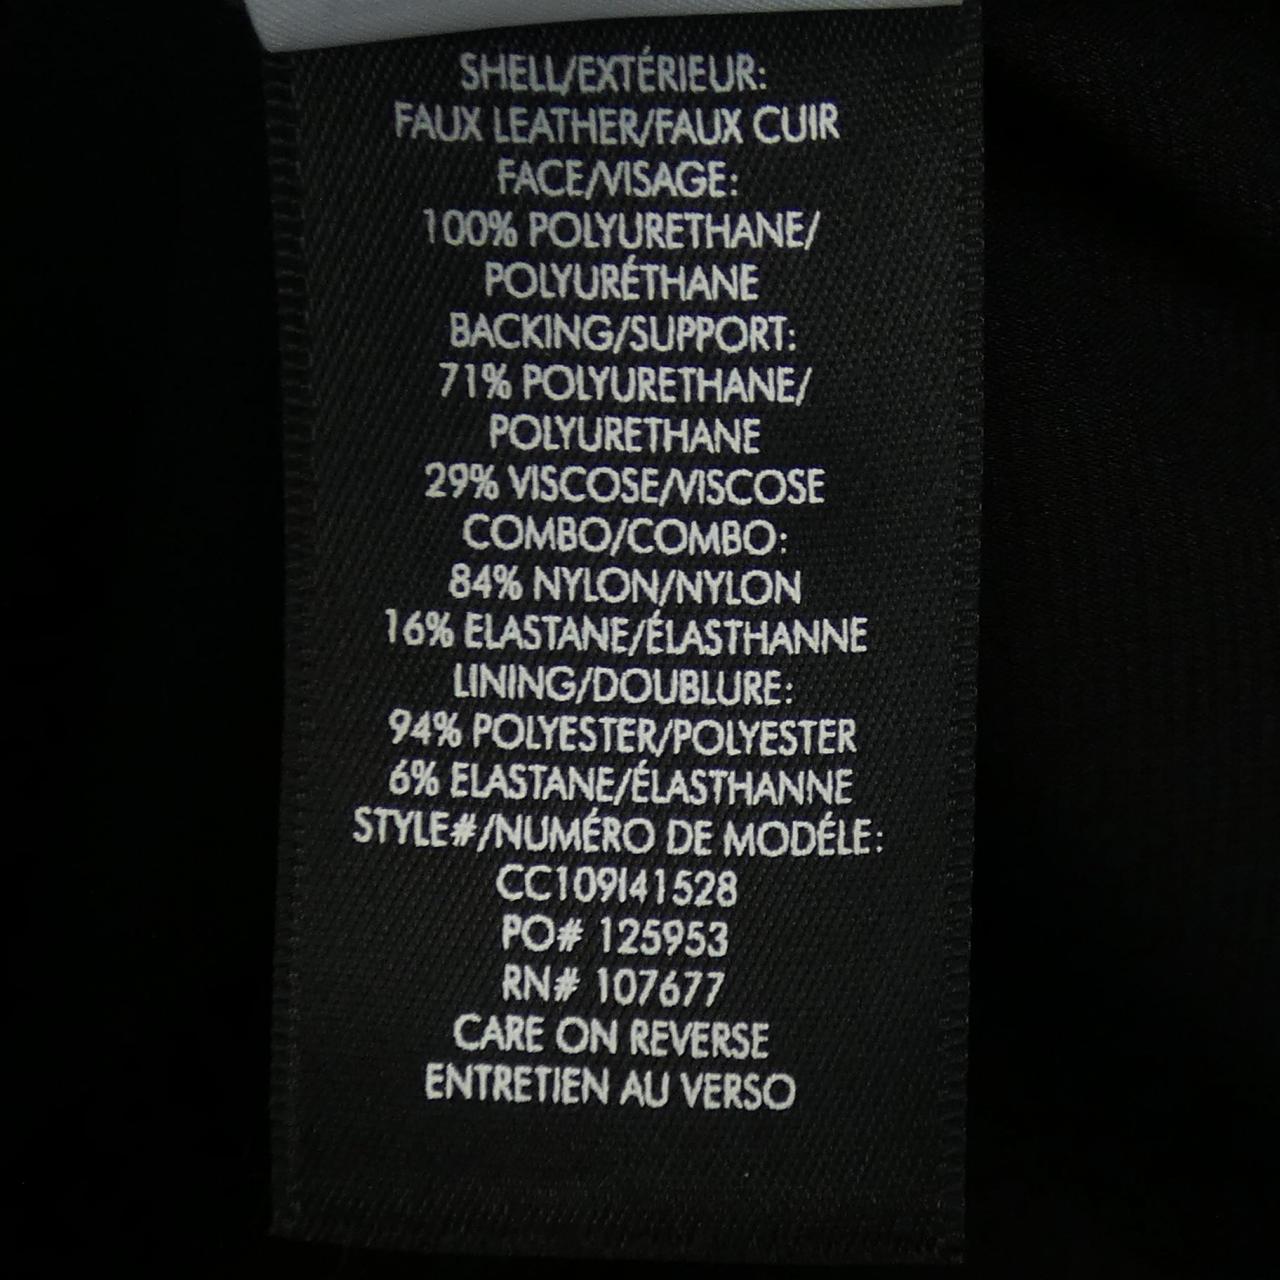 SHELL/EXTÉRIEUR:
FAUX LEATHER/FAUX CUIR
FACE/VISAGE:
100% POLYURETHANE/
POLYURÉTHANE
BACKING/SUPPORT:
71% POLYURETHANE/
POLYURETHANE
29% VISCOSE/VISCOSE
COMBO/COMBO:
84% NYLON/NYLON
16% ELASTANE/ÉLASTHANNE
LINING/DOUBLURE:
94% POLYESTER/POLYESTER
6% ELASTANE/ÉLASTHANNE
STYLE#/NUMÉRO DE MODÉLE:
CC109I41528
PO# 125953
RN# 107677
CARE ON REVERSE
ENTRETIEN AU VERSO